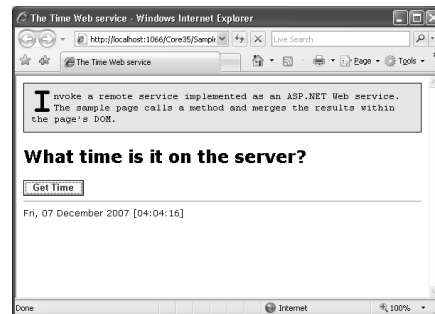 The Time Web service - Windows Internet Explorer
http://localhost:1066/Core35/Sampl
Live Search
The Time Web service
Page
Tools
Invoke a remote service implemented as an ASP.NET Web service.
The sample page calls a method and merges the results within
the page's DOM.
What time is it on the server?
Get Time
Fri, 07 December 2007 [04:04:16]
Done
Internet
100%